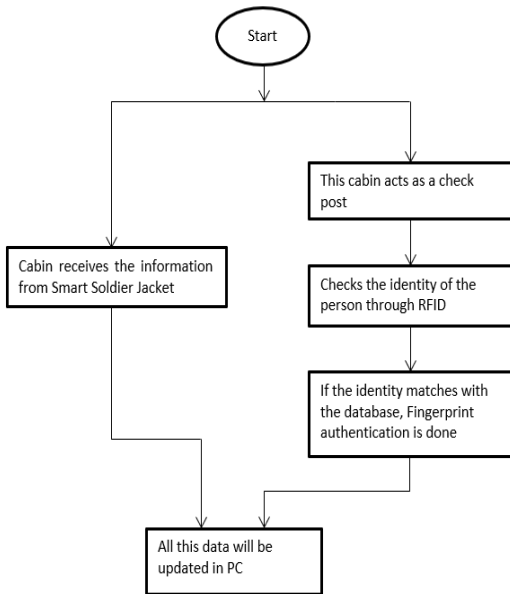 Start
This cabin acts as a check
post
Cabin receives the information
from Smart Soldier Jacket
Checks the identity of the
person through RFID
If the identity matches with
the database, Fingerprint
authentication is done
All this data will be
updated in PC